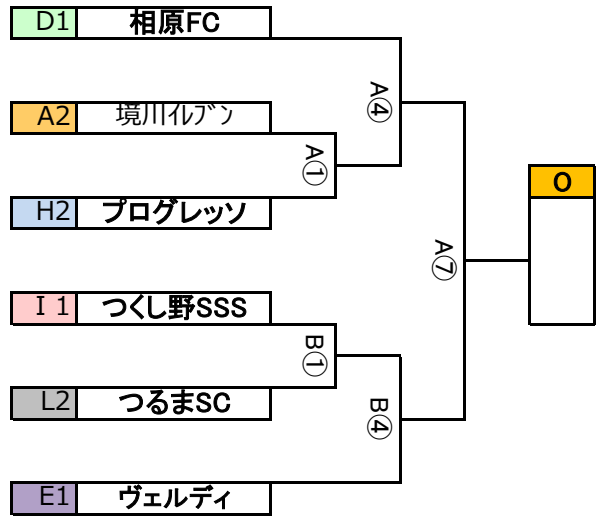 D1 相原FC
A④
A2 境川ｲﾚﾌﾞﾝ
A①
H2 プログレッソ
O
A⑦
I 1 つくし野SSS
B①
L2 つるまSC
B④
E1 ヴェルディ